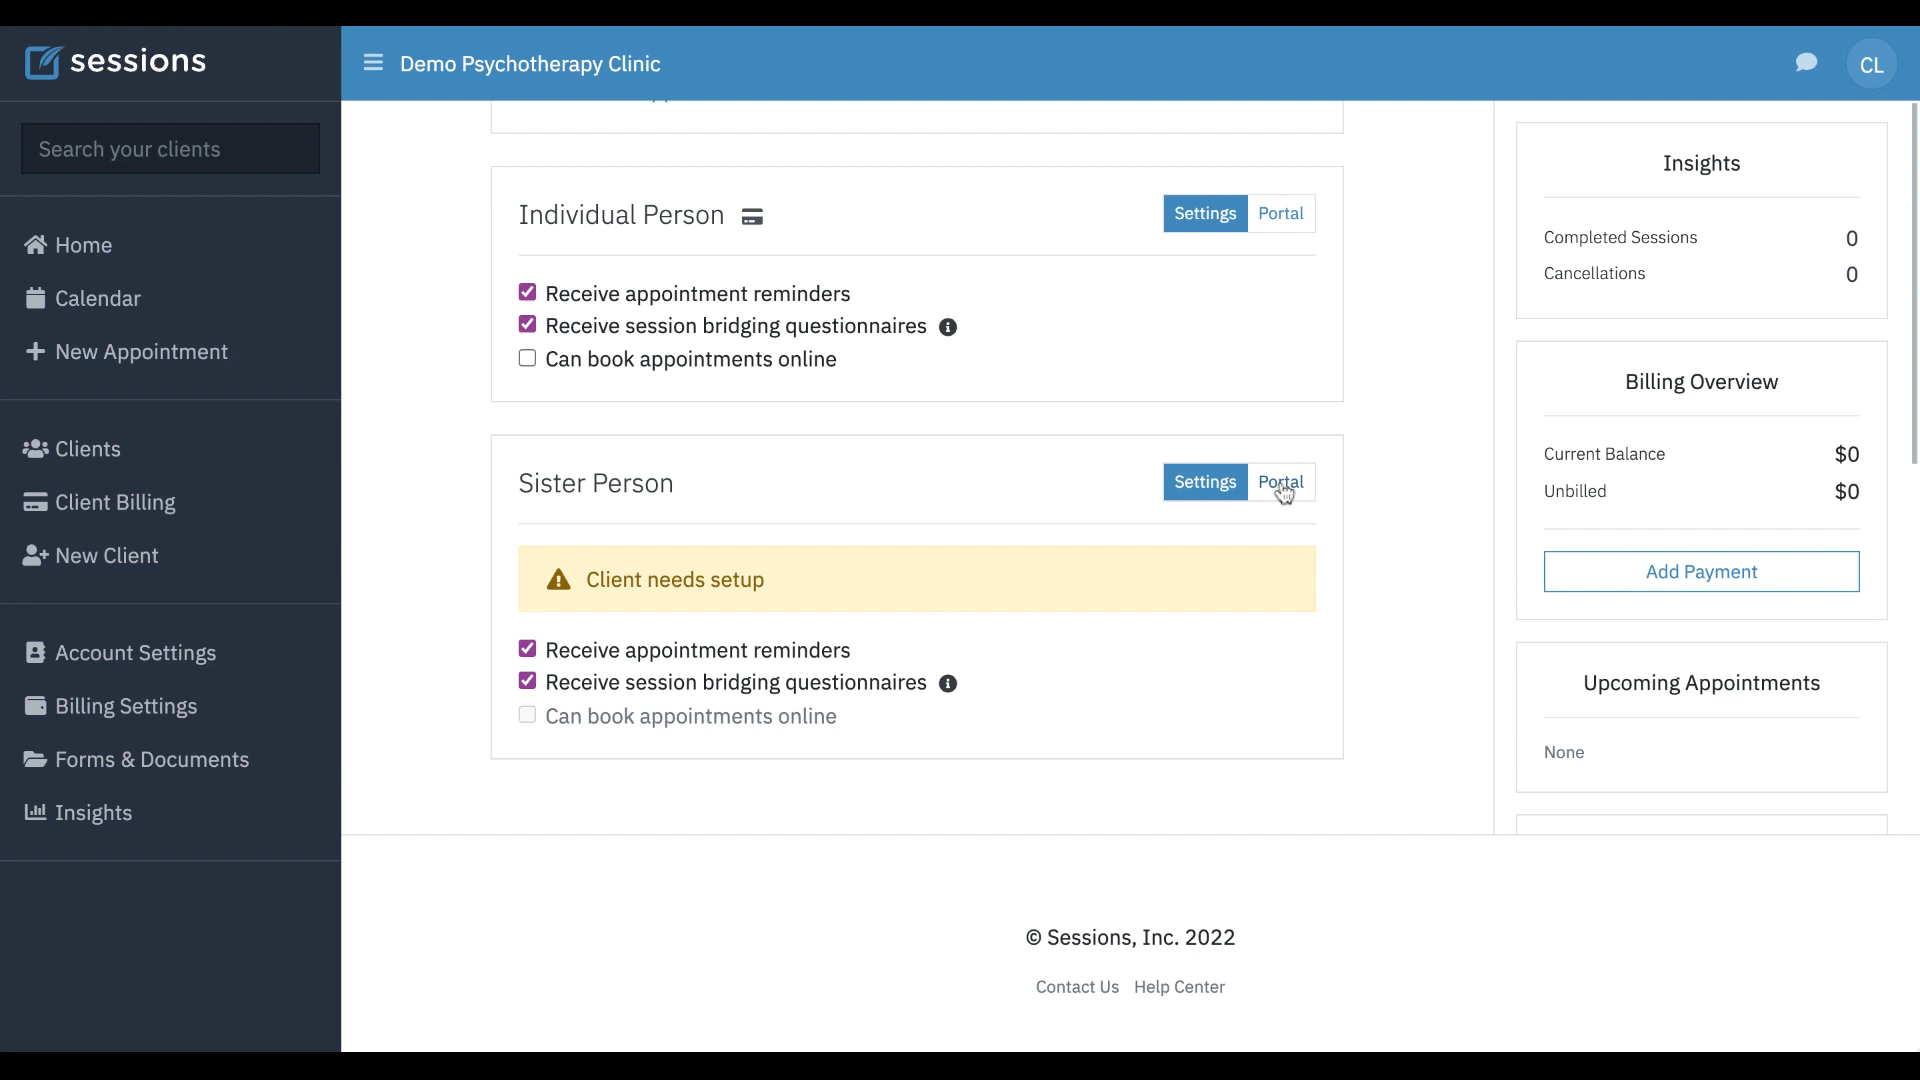 sessions
Demo Psychotherapy Clinic
CL
Search your clients
Home
Calendar
New Appointment
Clients
Client Billing
New Client
Account Settings
Billing Settings
Forms & Documents
Insights
Individual Person
Settings Portal
Receive appointment reminders
Receive session bridging questionnaires
Can book appointments online
Sister Person
Settings Portal
Client needs setup
Receive appointment reminders
Receive session bridging questionnaires
Can book appointments online
Insights
Completed Sessions 0
Cancellations 0
Billing Overview
Current Balance $0
Unbilled $0
Add Payment
Upcoming Appointments
None
© Sessions, Inc. 2022
Contact Us Help Center